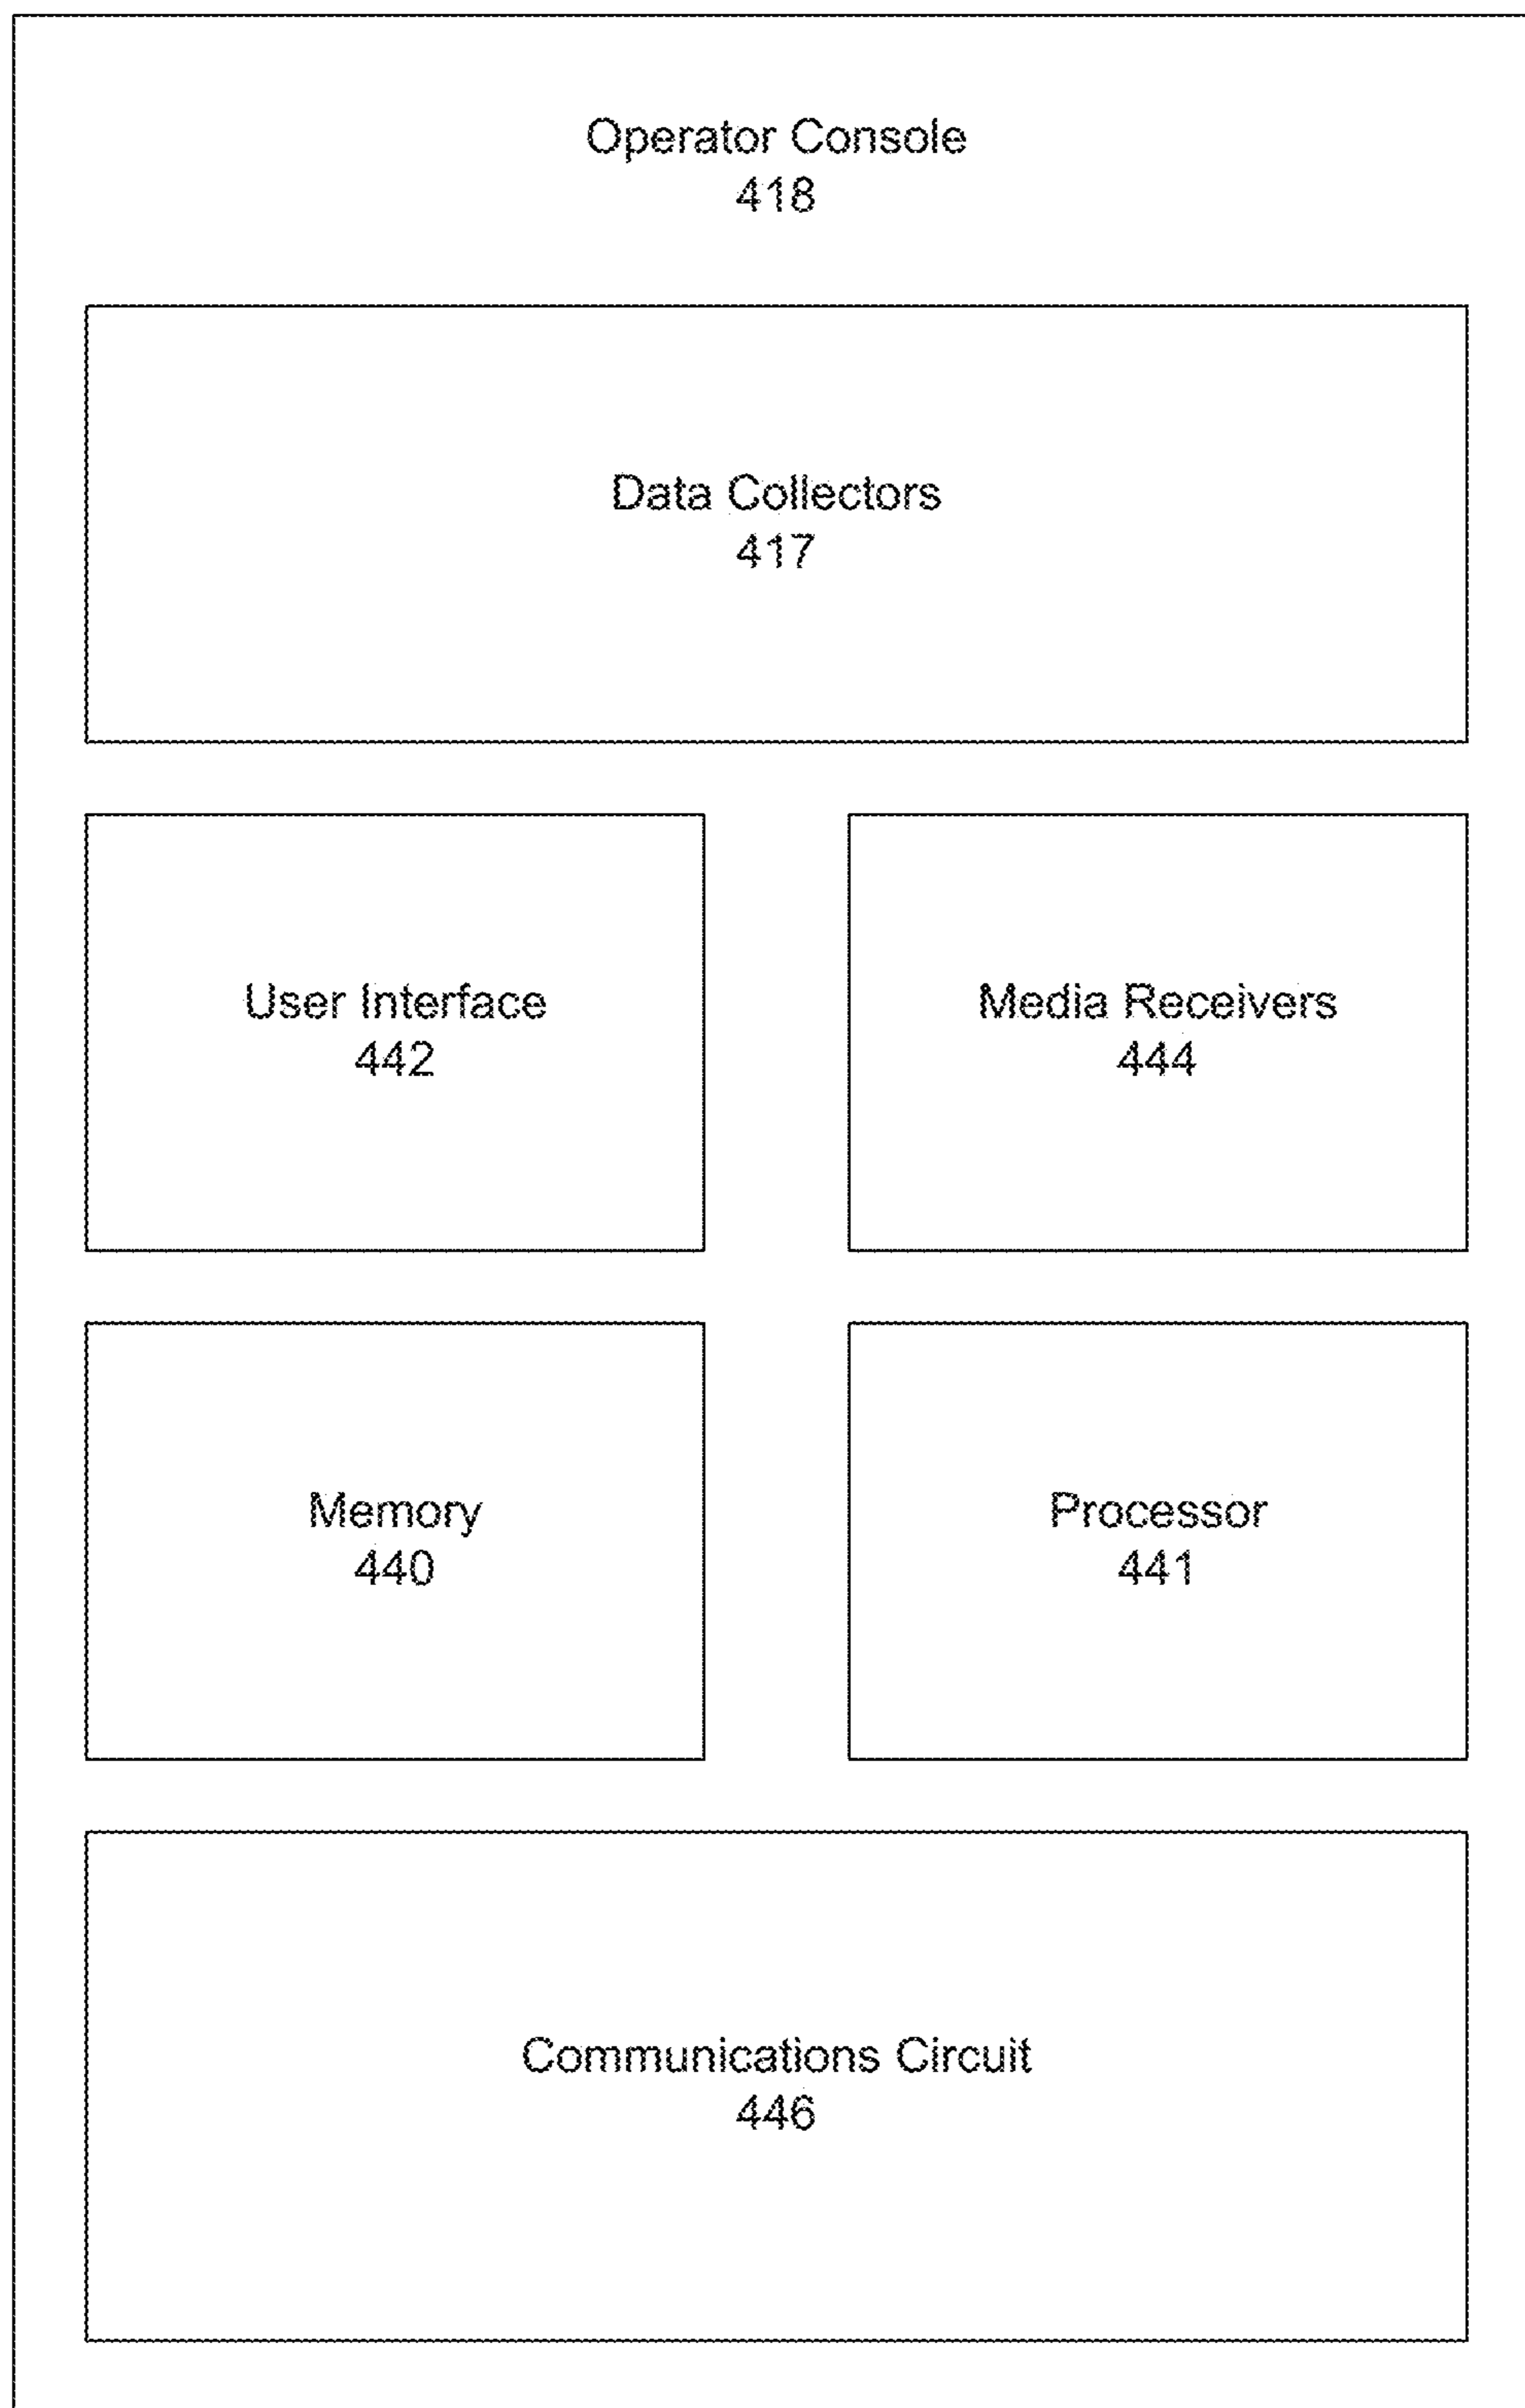 Operator Console
418
Data Collectors
417
User Interface
442
Media Receivers
444
Memory
440
Processor
441
Communications Circuit
446